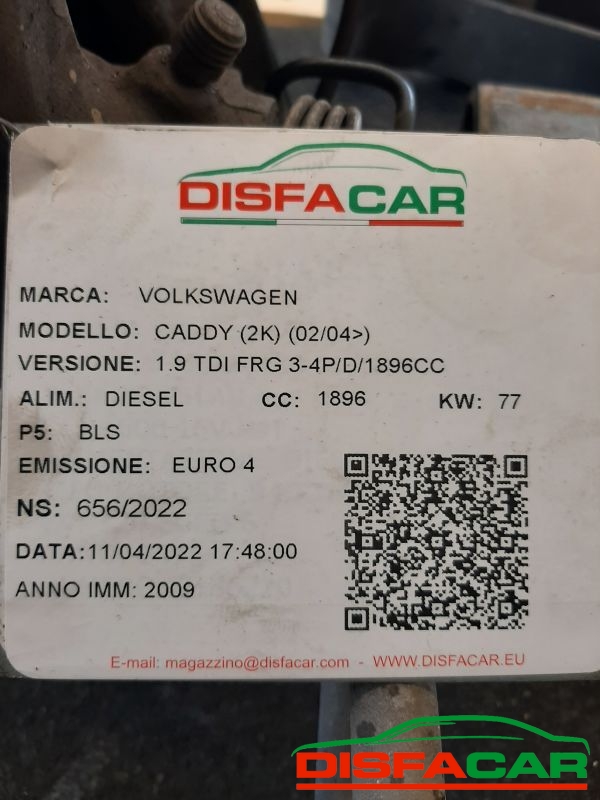 DISFACAR
MARCA: VOLKSWAGEN
MODELLO: CADDY (2K) (02/04>)
VERSIONE: 1.9 TDI FRG 3-4P/D/1896CC
ALIM.: DIESEL CC: 1896 KW: 77
P5: BLS
EMISSIONE: EURO 4
NS: 656/2022
DATA:11/04/2022 17:48:00
ANNO IMM: 2009
E-mail: magazzino@disfacar.com - WWW.DISFACAR.EU
DISFACAR